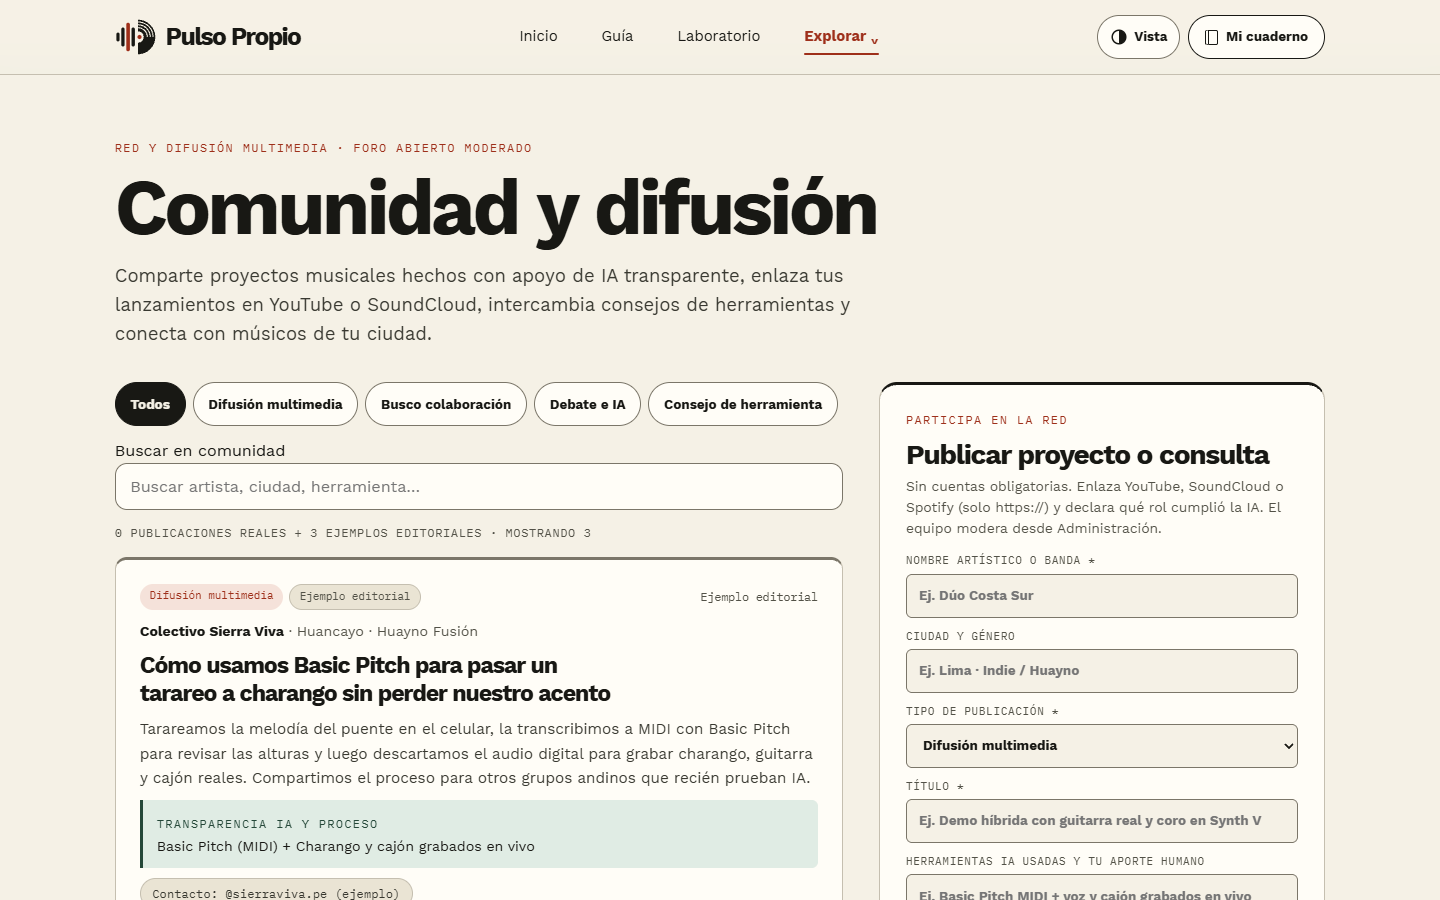 Pulso Propio
Inicio
Guía
Laboratorio
Explorar v
Vista
Mi cuaderno
RED Y DIFUSIÓN MULTIMEDIA · FORO ABIERTO MODERADO
Comunidad y difusión
Comparte proyectos musicales hechos con apoyo de IA transparente, enlaza tus
lanzamientos en YouTube o SoundCloud, intercambia consejos de herramientas y
conecta con músicos de tu ciudad.
Todos
Difusión multimedia
Busco colaboración
Debate e IA
Consejo de herramienta
Buscar en comunidad
Buscar artista, ciudad, herramienta...
0 PUBLICACIONES REALES + 3 EJEMPLOS EDITORIALES · MOSTRANDO 3
Difusión multimedia
Ejemplo editorial
Ejemplo editorial
Colectivo Sierra Viva · Huancayo · Huayno Fusión
Cómo usamos Basic Pitch para pasar un
tarareo a charango sin perder nuestro acento
Tarareamos la melodía del puente en el celular, la transcribimos a MIDI con Basic Pitch
para revisar las alturas y luego descartamos el audio digital para grabar charango, guitarra
y cajón reales. Compartimos el proceso para otros grupos andinos que recién prueban IA.
TRANSPARENCIA IA Y PROCESO
Basic Pitch (MIDI) + Charango y cajón grabados en vivo
Contacto: @sierraviva.pe (ejemplo)
PARTICIPA EN LA RED
Publicar proyecto o consulta
Sin cuentas obligatorias. Enlaza YouTube, SoundCloud o
Spotify (solo https://) y declara qué rol cumplió la IA. El
equipo modera desde Administración.
NOMBRE ARTÍSTICO O BANDA *
Ej. Dúo Costa Sur
CIUDAD Y GÉNERO
Ej. Lima · Indie / Huayno
TIPO DE PUBLICACIÓN *
Difusión multimedia
TÍTULO *
Ej. Demo híbrida con guitarra real y coro en Synth V
HERRAMIENTAS IA USADAS Y TU APORTE HUMANO
Ej. Basic Pitch MIDI + voz y cajón grabados en vivo